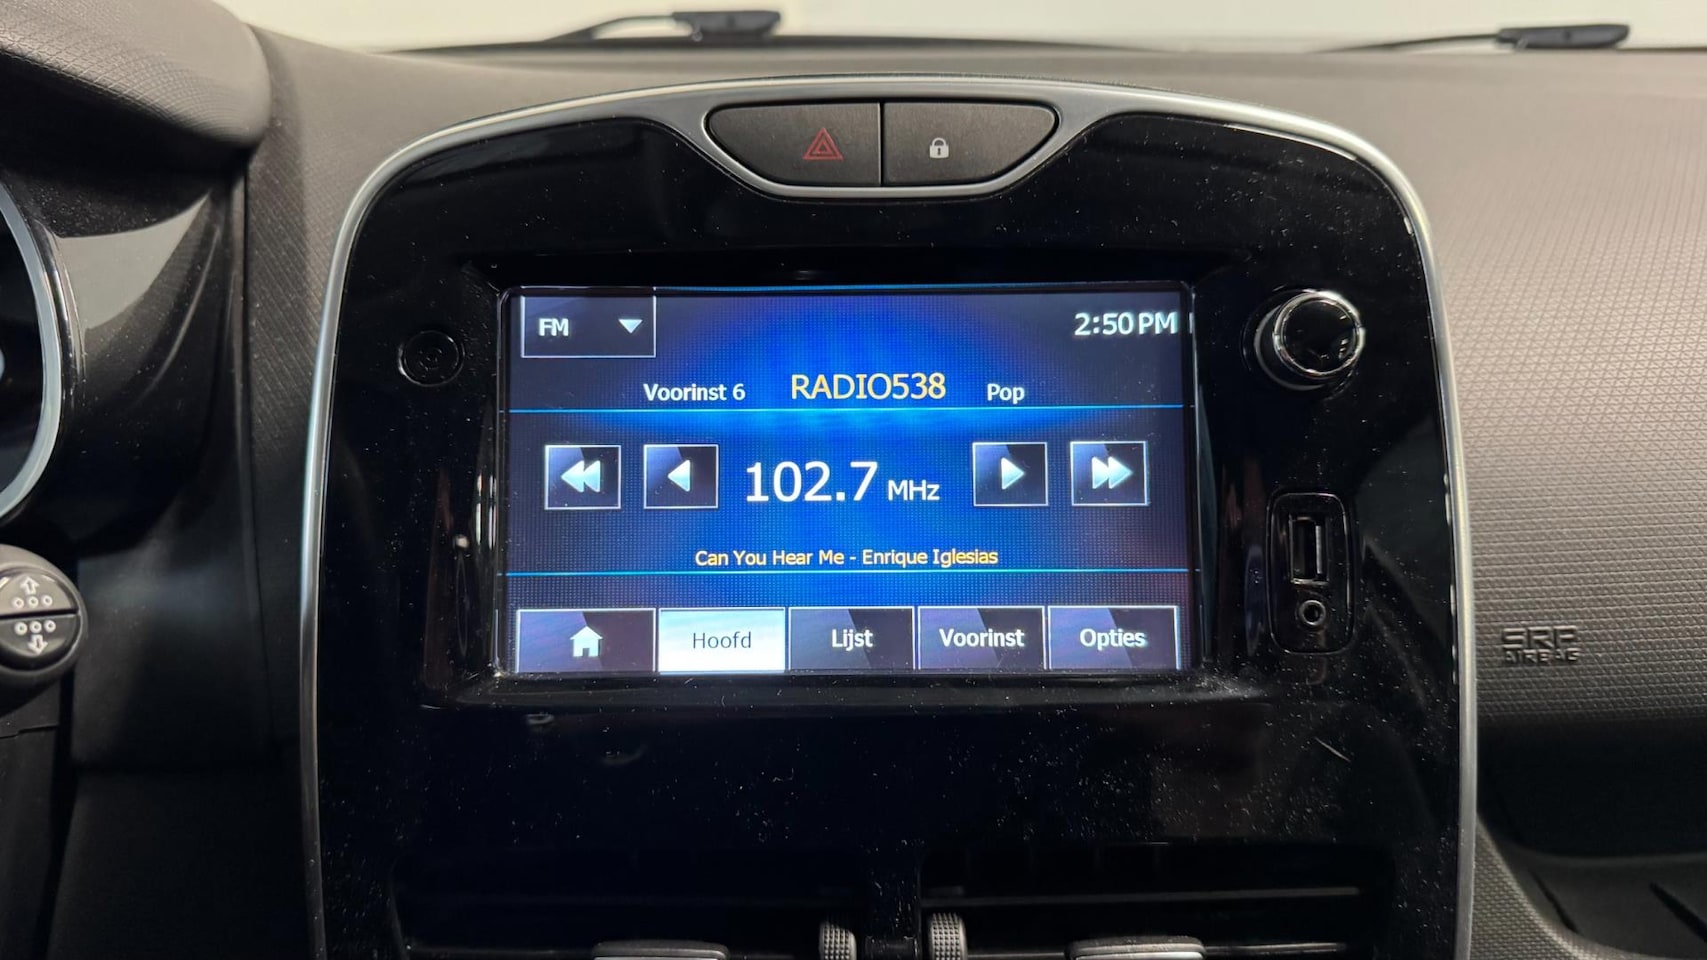 FM
2:50 PM
Voorinst 6 RADIO538 Pop
102.7 MHz
Can You Hear Me - Enrique Iglesias
Hoofd Lijst Voorinst Opties
SRP
AIRBAG